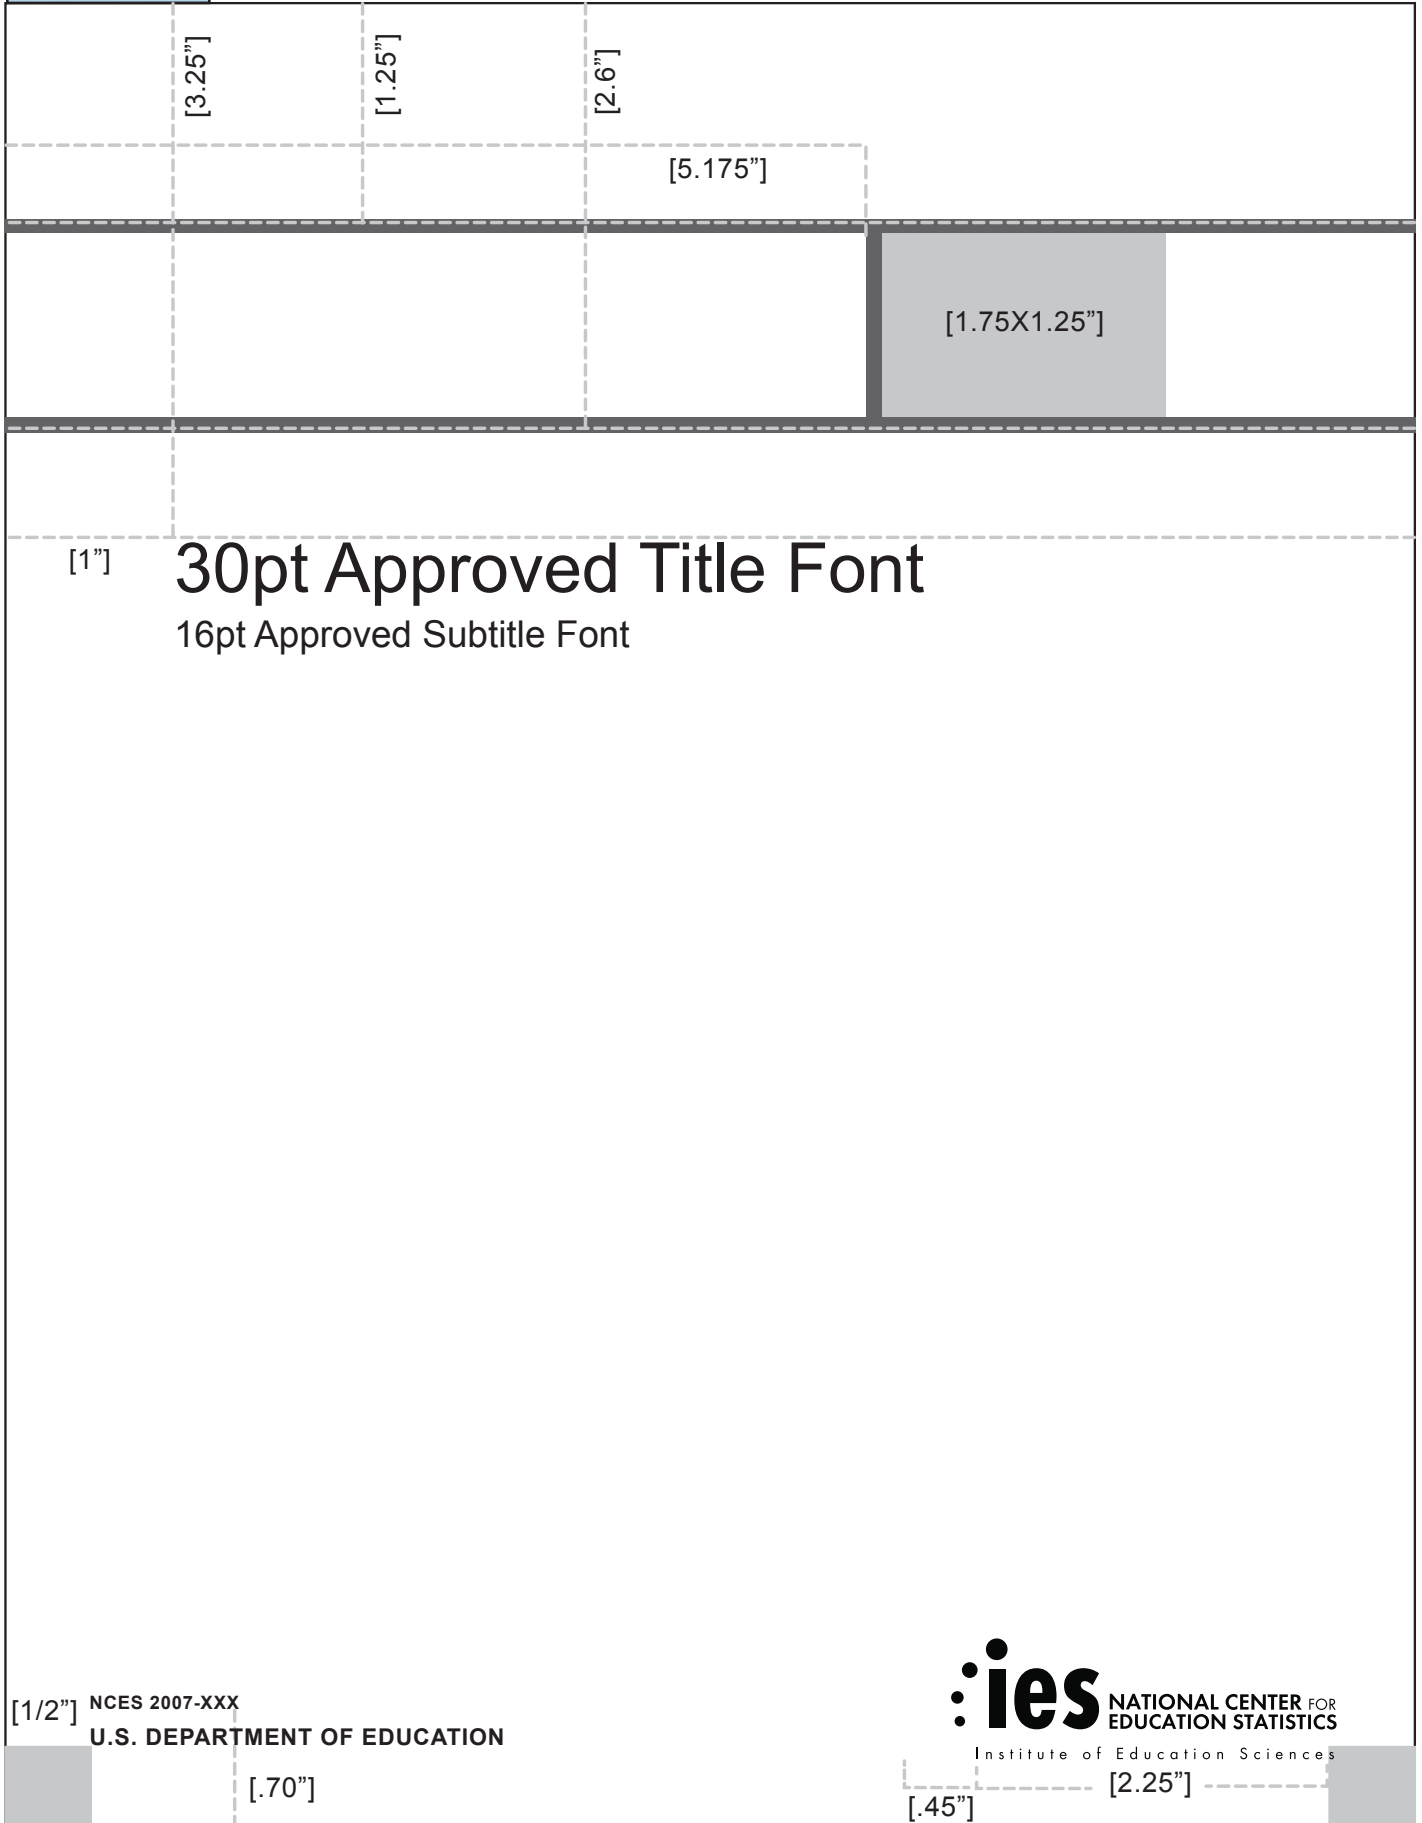 [3.25”]
[1.25”]
[2.6”]
[5.175”]
[1.75X1.25”]
[1”]
30pt Approved Title Font
16pt Approved Subtitle Font
[1/2”]
NCES 2007-XXX
U.S. DEPARTMENT OF EDUCATION
[.70”]
ies
NATIONAL CENTER FOR
EDUCATION STATISTICS
Institute of Education Sciences
[2.25”]
[.45”]